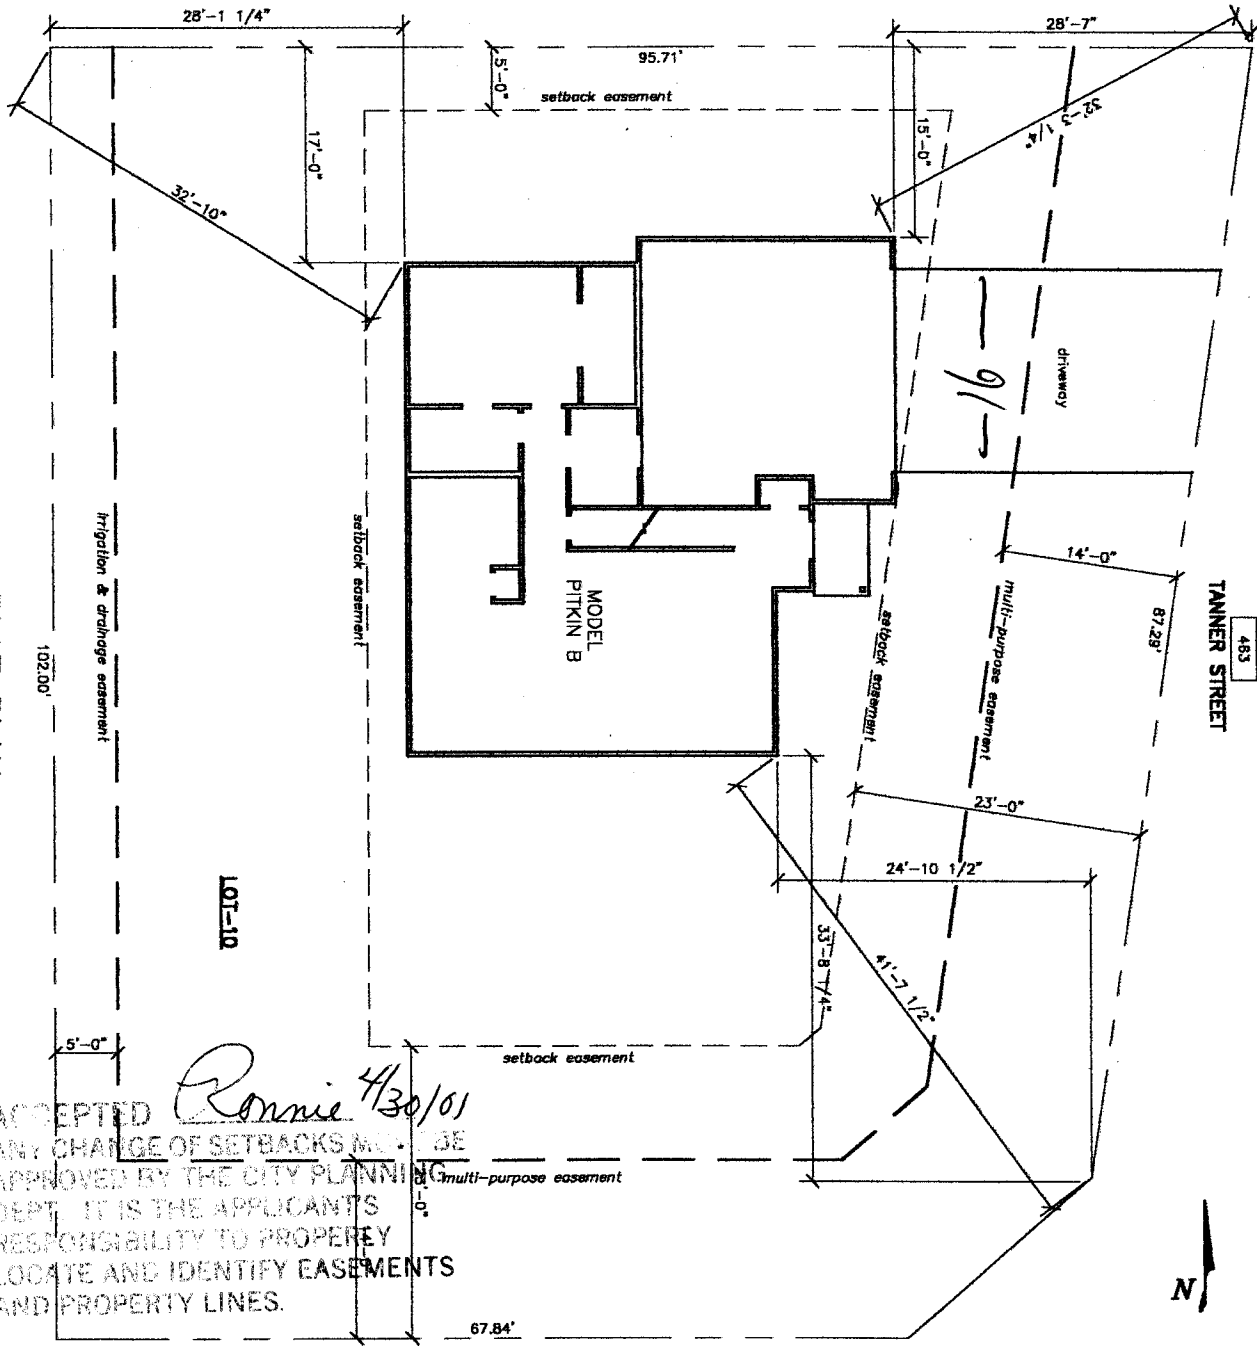 28'-1 1/4"
28'-7"
95.71'
5'-0"
setback easement
17'-0"
15'-0"
32'-3 1/4"
32'-10"
driveway
16
irrigation & drainage easement
setback easement
MODEL
PITKIN B
setback easement
multi-purpose easement
14'-0"
87.29'
483
TANNER STREET
23'-0"
24'-10 1/2"
33'-8 1/4"
41'-7 1/2"
102.00'
LOT-10
5'-0"
setback easement
multi-purpose easement
67.84'
N
ACCEPTED Ronnie 4/30/01
ANY CHANGE OF SETBACKS MUST BE
APPROVED BY THE CITY PLANNING
DEPT. IT IS THE APPLICANT'S
RESPONSIBILITY TO PROPERLY
LOCATE AND IDENTIFY EASEMENTS
AND PROPERTY LINES.